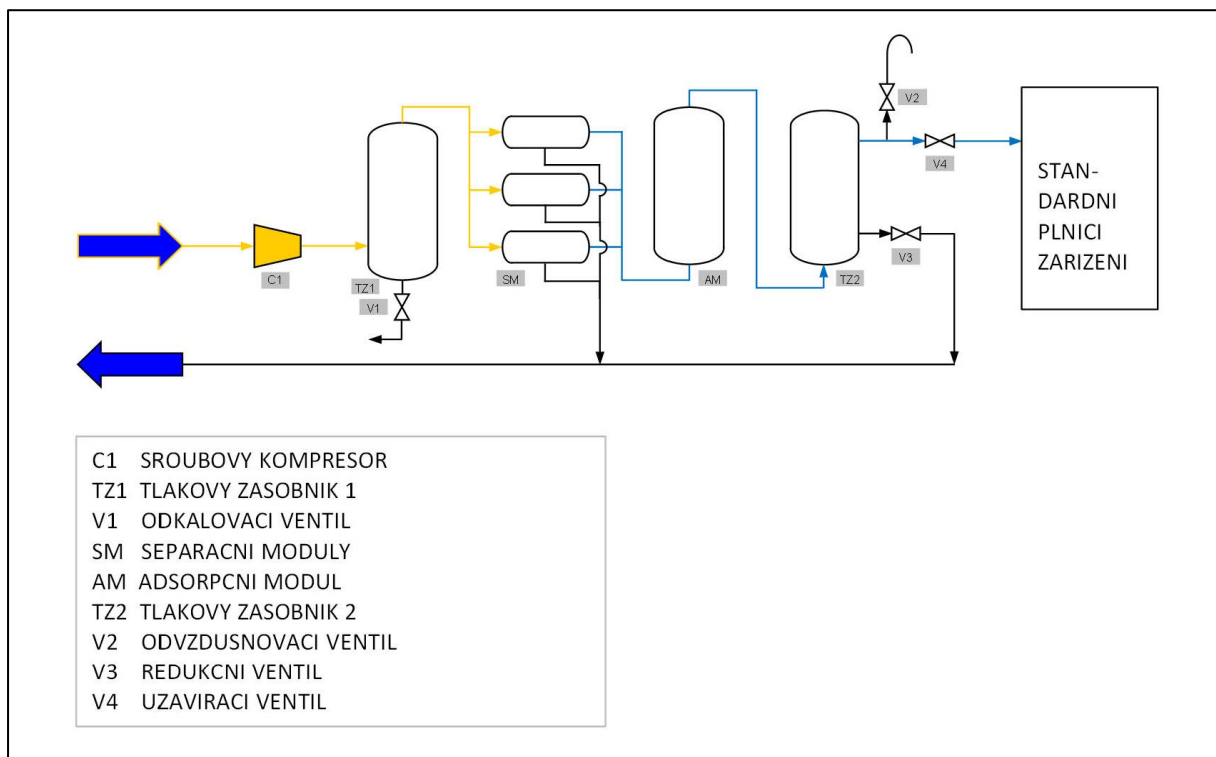 V2
V4
STAN-
DARDNI
PLNICI
ZARIZENI
C1
TZ1
V1
SM
AM
TZ2
V3
C1 SROUBOVY KOMPRESOR
TZ1 TLAKOVY ZASOBNIK 1
V1 ODKALOVACI VENTIL
SM SEPARACNI MODULY
AM ADSORPCNI MODUL
TZ2 TLAKOVY ZASOBNIK 2
V2 ODVZDUSNOVACI VENTIL
V3 REDUKCNI VENTIL
V4 UZAVIRACI VENTIL